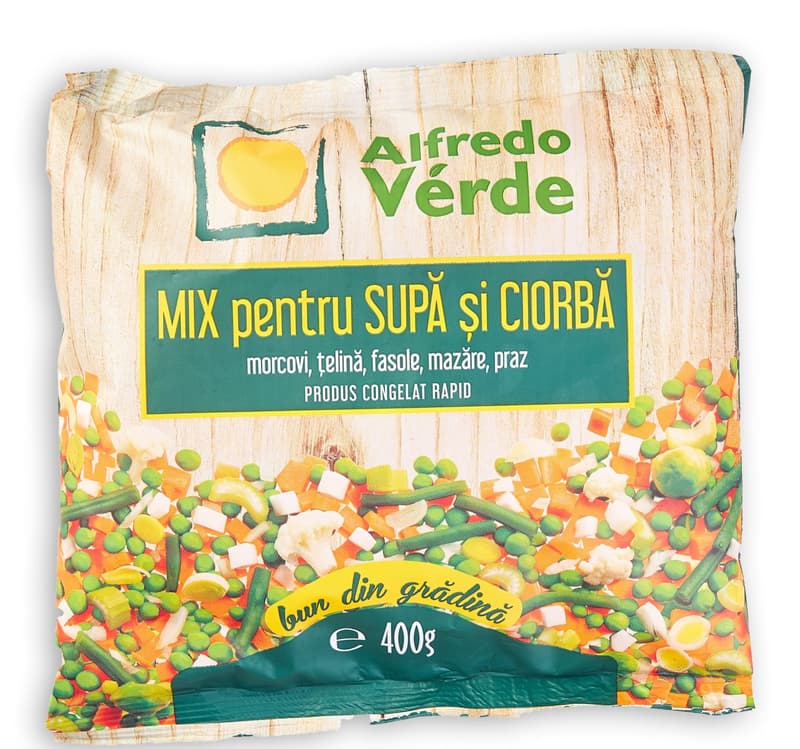 Alfredo
Vérde
MIX pentru SUPĂ și CIORBĂ
morcovi, țelină, fasole, mazăre, praz
PRODUS CONGELAT RAPID
bun din grădină
℮ 400g